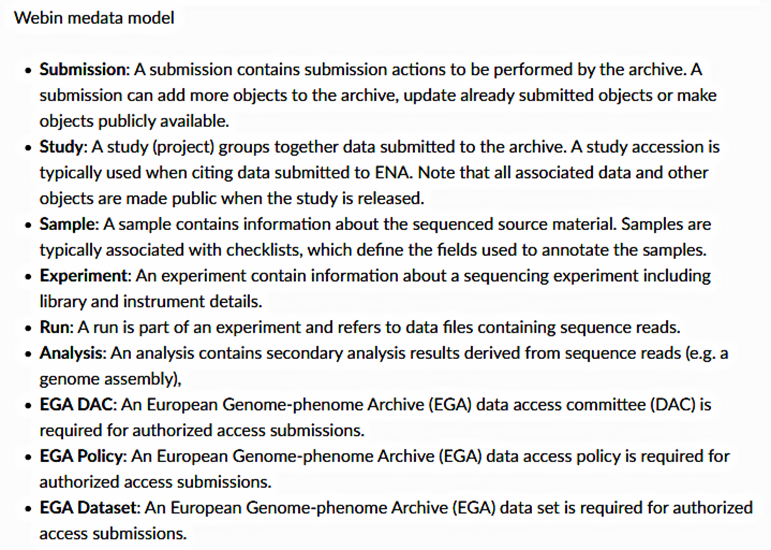 Webin medata model
• Submission: A submission contains submission actions to be performed by the archive. A
submission can add more objects to the archive, update already submitted objects or make
objects publicly available.
• Study: A study (project) groups together data submitted to the archive. A study accession is
typically used when citing data submitted to ENA. Note that all associated data and other
objects are made public when the study is released.
• Sample: A sample contains information about the sequenced source material. Samples are
typically associated with checklists, which define the fields used to annotate the samples.
• Experiment: An experiment contain information about a sequencing experiment including
library and instrument details.
• Run: A run is part of an experiment and refers to data files containing sequence reads.
• Analysis: An analysis contains secondary analysis results derived from sequence reads (e.g. a
genome assembly),
• EGA DAC: An European Genome-phenome Archive (EGA) data access committee (DAC) is
required for authorized access submissions.
• EGA Policy: An European Genome-phenome Archive (EGA) data access policy is required for
authorized access submissions.
• EGA Dataset: An European Genome-phenome Archive (EGA) data set is required for authorized
access submissions.